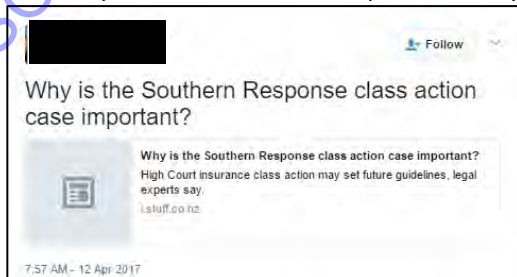 Follow
Why is the Southern Response class action
case important?
Why is the Southern Response class action case important?
High Court insurance class action may set future guidelines, legal
experts say.
i.stuff.co.nz
7:57 AM - 12 Apr 2017